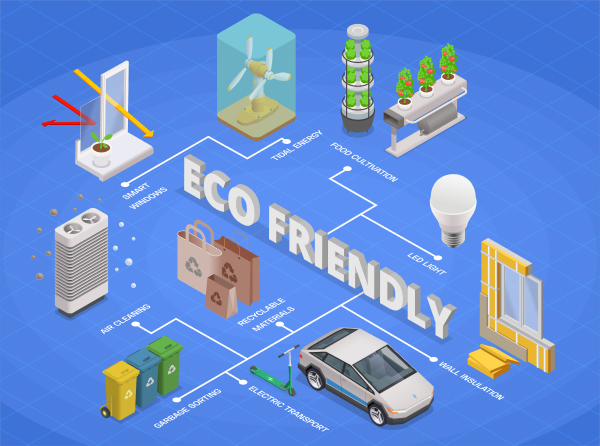 TIDAL ENERGY
FOOD CULTIVATION
SMART
WINDOWS
ECO FRIENDLY
LED LIGHT
AIR CLEANING
RECYCLABLE
MATERIALS
WALL INSULATION
GARBAGE SORTING
ELECTRIC TRANSPORT